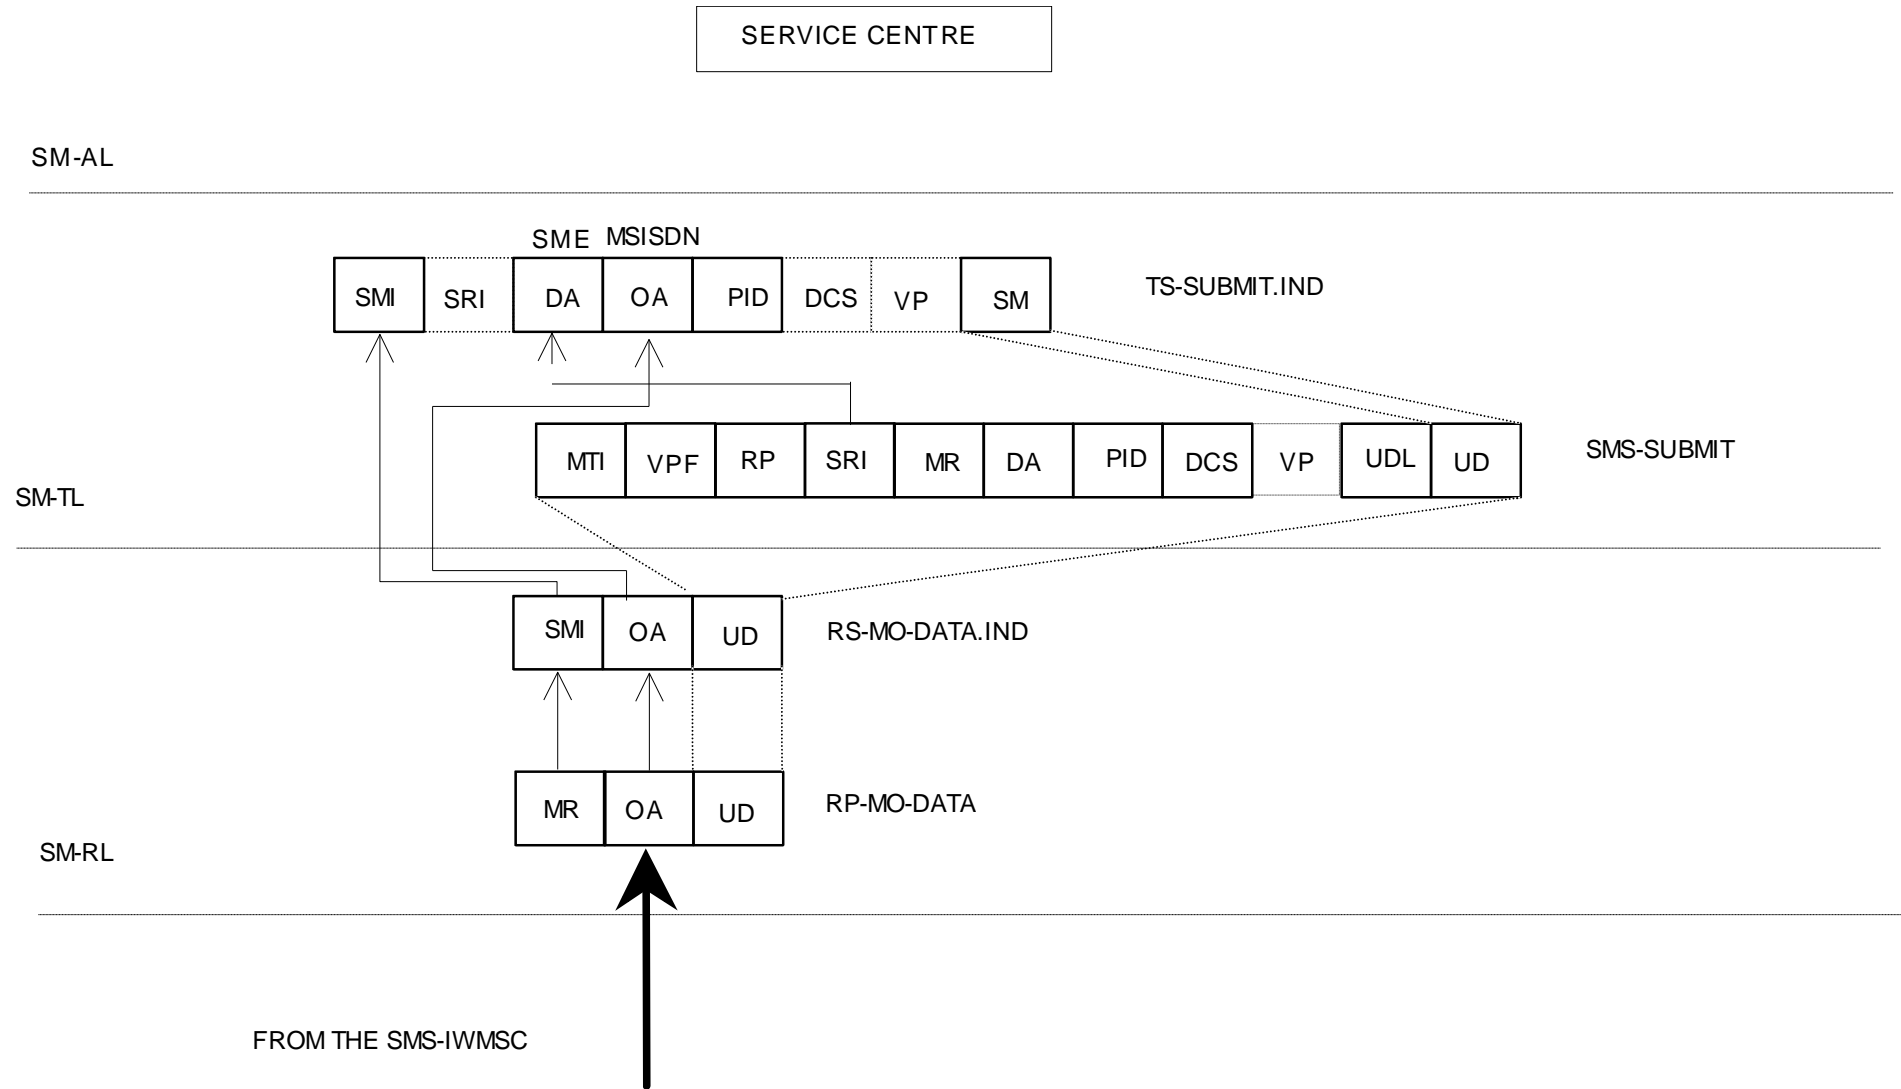 SERVICE CENTRE
SM-AL
SME MSISDN
SMI SRI DA OA PID DCS VP SM TS-SUBMIT.IND
MTI VPF RP SRI MR DA PID DCS VP UDL UD SMS-SUBMIT
SM-TL
SMI OA UD RS-MO-DATA.IND
MR OA UD RP-MO-DATA
SM-RL
FROM THE SMS-IWMSC